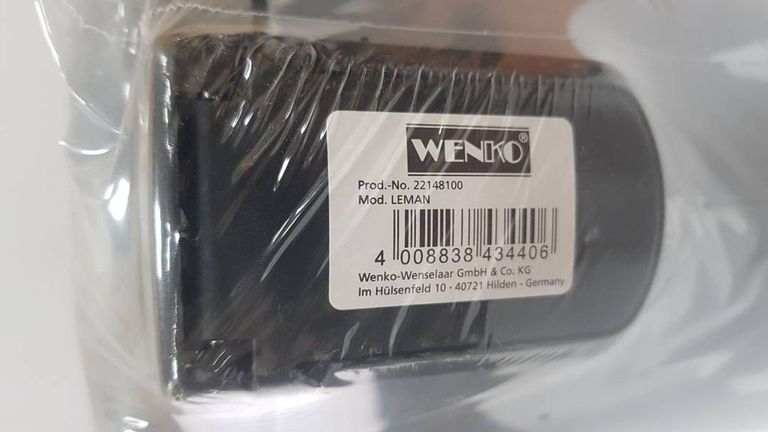 WENKO®
Prod.-No. 22148100
Mod. LEMAN
4 008838 434406
Wenko-Wenselaar GmbH & Co. KG
Im Hülsenfeld 10 · 40721 Hilden - Germany